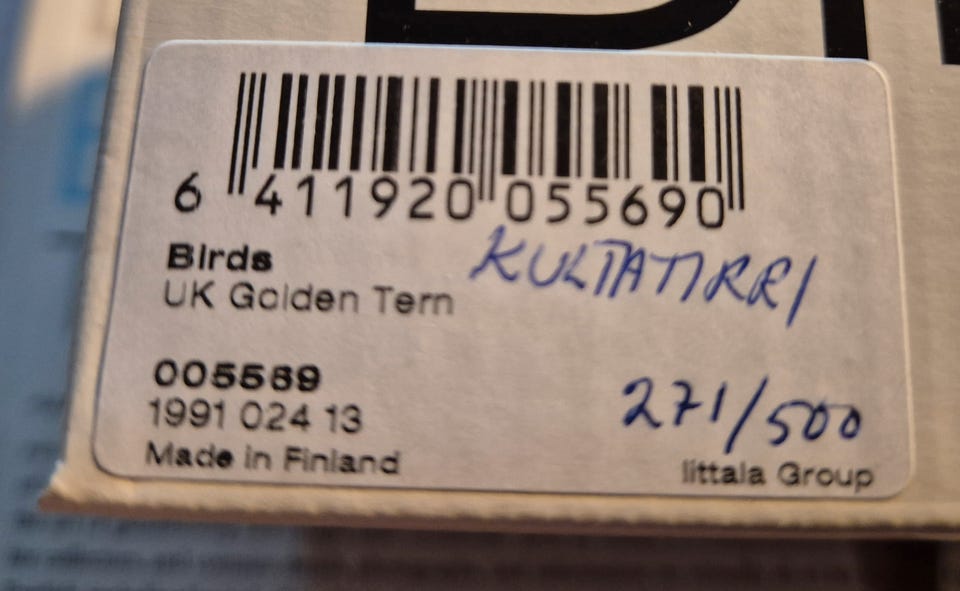 6 411920 055690
Birds
KULTATIRRI
UK Golden Tern
005569
1991 024 13
271/500
Made in Finland
Iittala Group